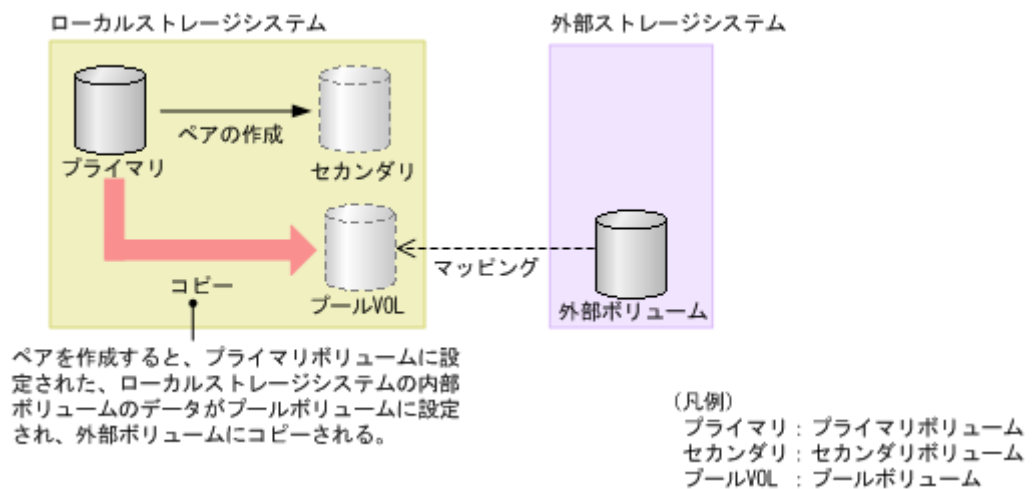 ローカルストレージシステム
外部ストレージシステム
ペアの作成
プライマリ
セカンダリ
マッピング
コピー
プールVOL
外部ボリューム
ペアを作成すると、プライマリボリュームに設
定された、ローカルストレージシステムの内部
ボリュームのデータがプールボリュームに設定
され、外部ボリュームにコピーされる。
(凡例)
プライマリ : プライマリボリューム
セカンダリ : セカンダリボリューム
プールVOL : プールボリューム